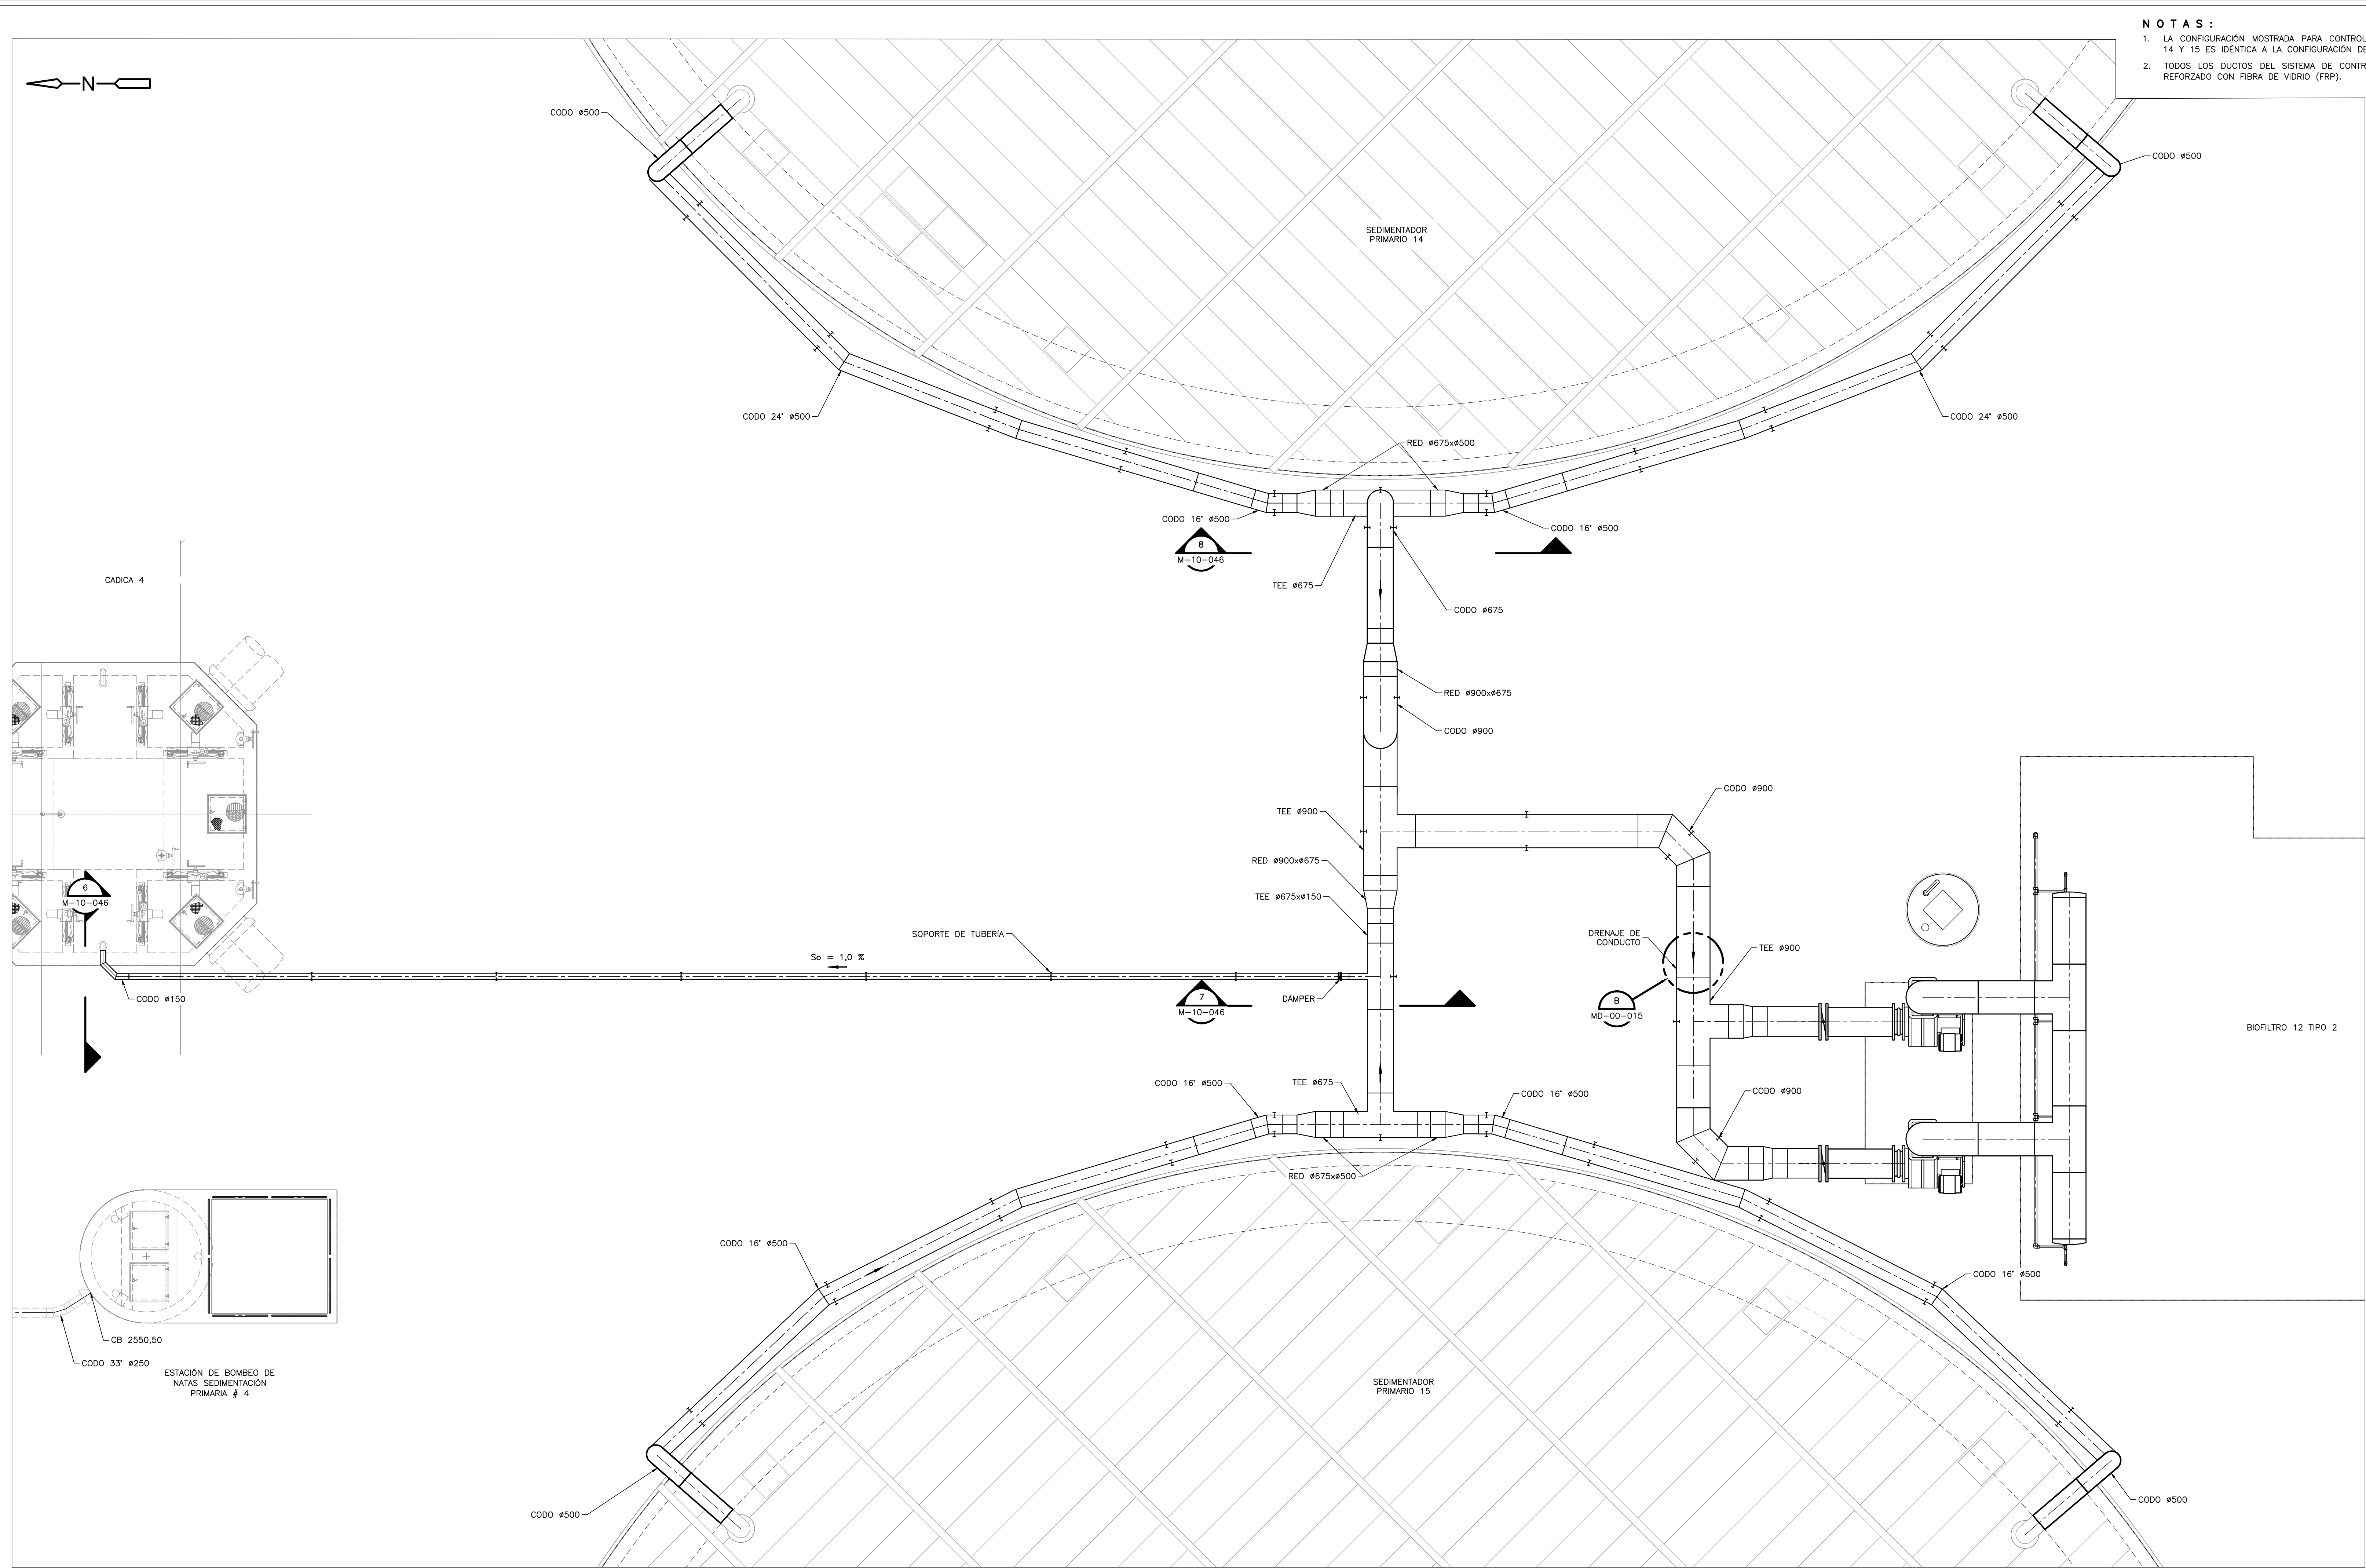 N O T A S :
1. LA CONFIGURACIÓN MOSTRADA PARA CONTROL
14 Y 15 ES IDÉNTICA A LA CONFIGURACIÓN DE
2. TODOS LOS DUCTOS DEL SISTEMA DE CONTR
REFORZADO CON FIBRA DE VIDRIO (FRP).
N
CODO ø500
CODO ø500
SEDIMENTADOR
PRIMARIO 14
CODO 24° ø500
CODO 24° ø500
RED ø675xø500
CODO 16° ø500
CODO 16° ø500
8
M-10-046
CADICA 4
TEE ø675
CODO ø675
RED ø900xø675
CODO ø900
CODO ø900
TEE ø900
RED ø900xø675
TEE ø675xø150
6
M-10-046
SOPORTE DE TUBERÍA
DRENAJE DE
CONDUCTO
TEE ø900
So = 1,0 %
CODO ø150
DÁMPER
7
M-10-046
B
MD-00-015
BIOFILTRO 12 TIPO 2
CODO 16° ø500
TEE ø675
CODO 16° ø500
CODO ø900
RED ø675xø500
CODO 16° ø500
CODO 16° ø500
CB 2550,50
CODO 33° ø250
ESTACIÓN DE BOMBEO DE
NATAS SEDIMENTACIÓN
PRIMARIA # 4
SEDIMENTADOR
PRIMARIO 15
CODO ø500
CODO ø500